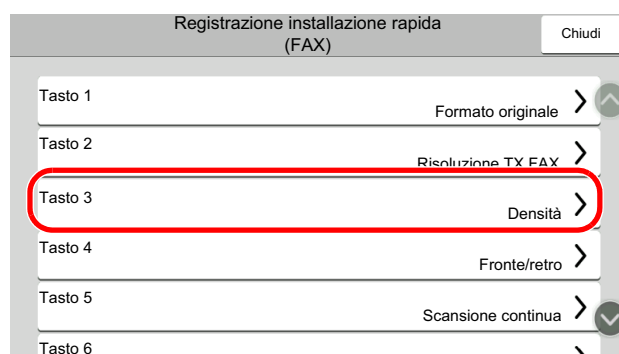 Registrazione installazione rapida
(FAX)
Chiudi
Tasto 1
Formato originale
Tasto 2
Risoluzione TX FAX
Tasto 3
Densità
Tasto 4
Fronte/retro
Tasto 5
Scansione continua
Tasto 6